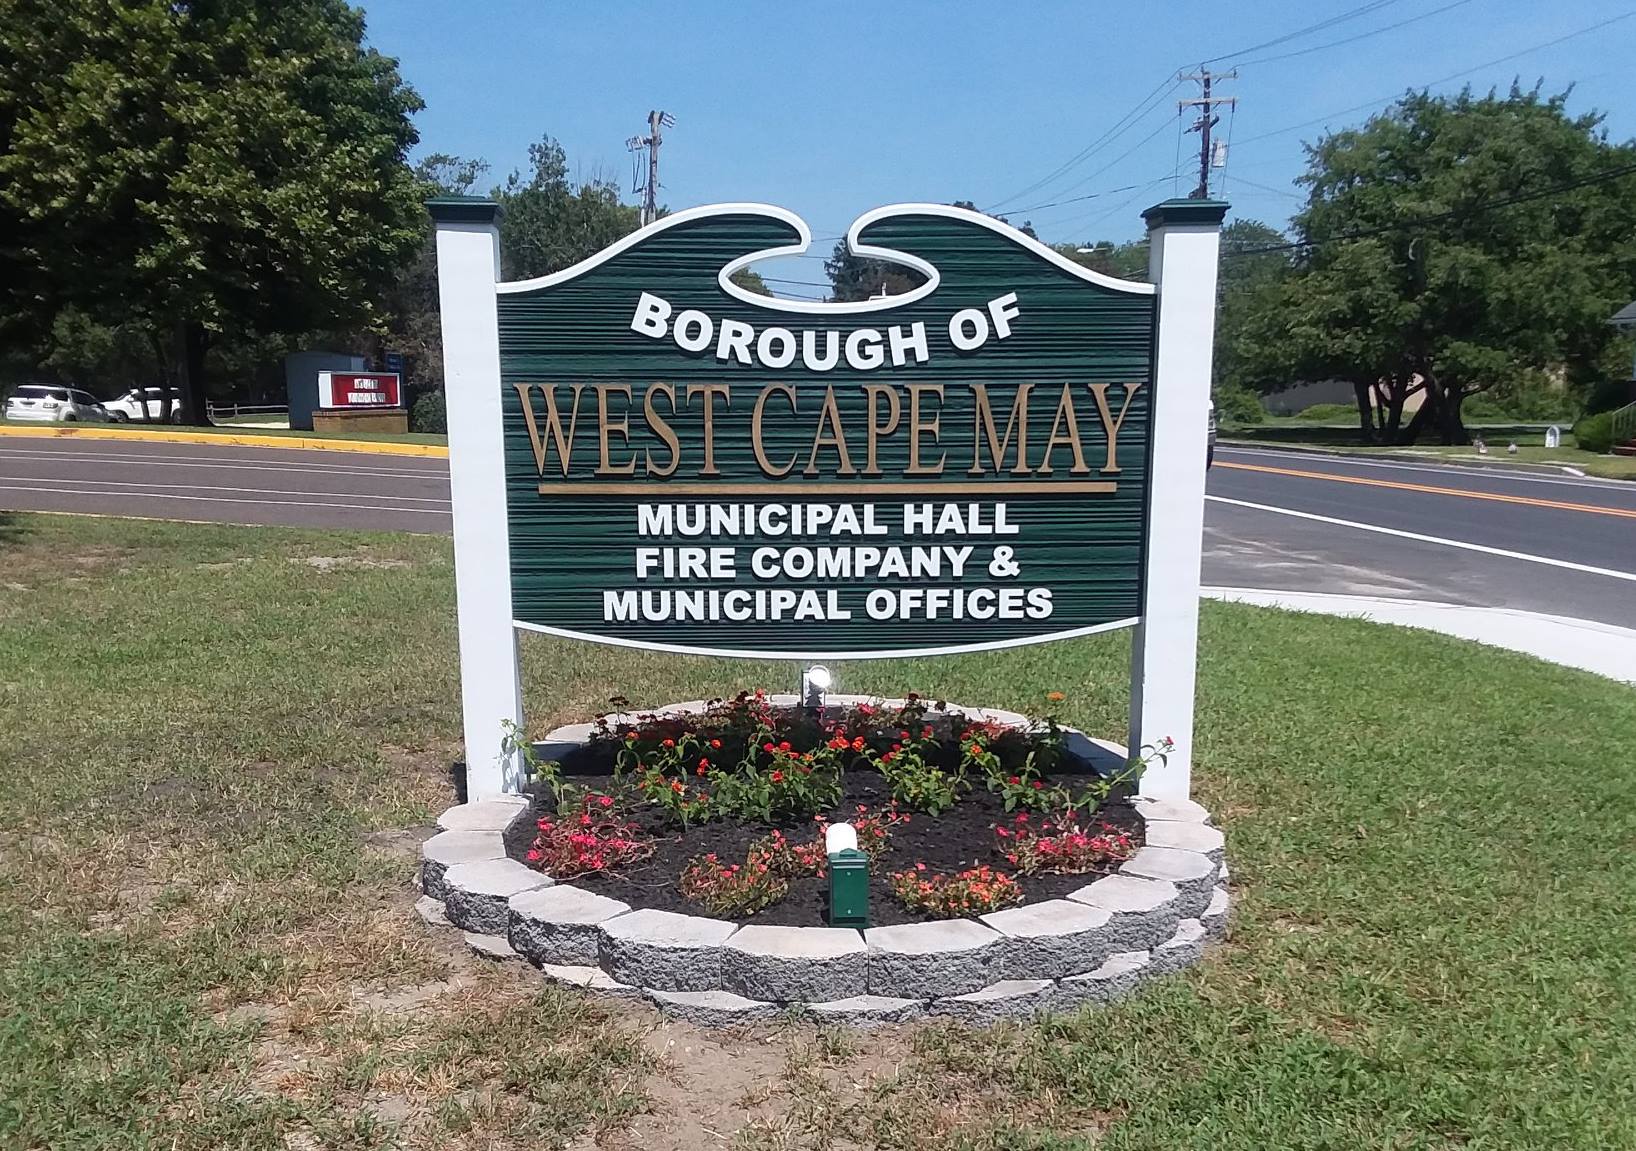 BOROUGH OF
WEST CAPE MAY
MUNICIPAL HALL
FIRE COMPANY &
MUNICIPAL OFFICES